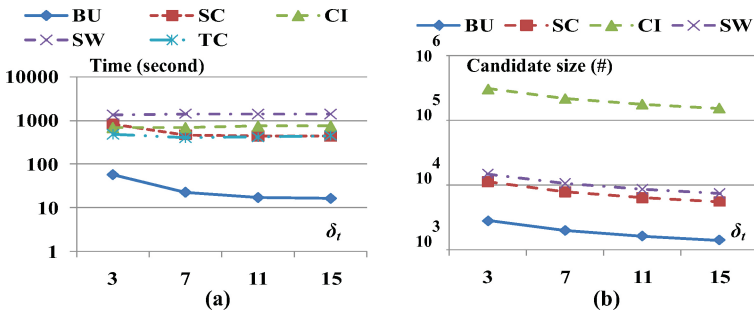 BU SC CI
SW TC
Time (second)
10000
1000
100
10
1
δt
3 7 11 15
(a)
BU SC CI SW
Candidate size (#)
10^6
10^5
10^4
10^3
δt
3 7 11 15
(b)